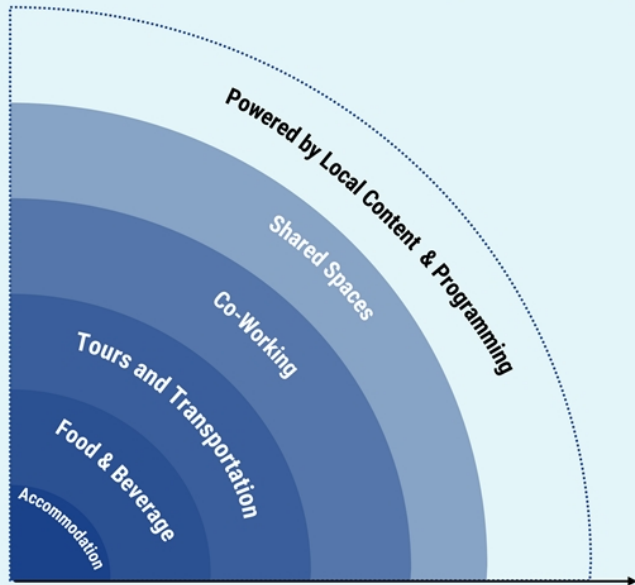 Powered by Local Content & Programming
Shared Spaces
Co-Working
Tours and Transportation
Food & Beverage
Accommodation